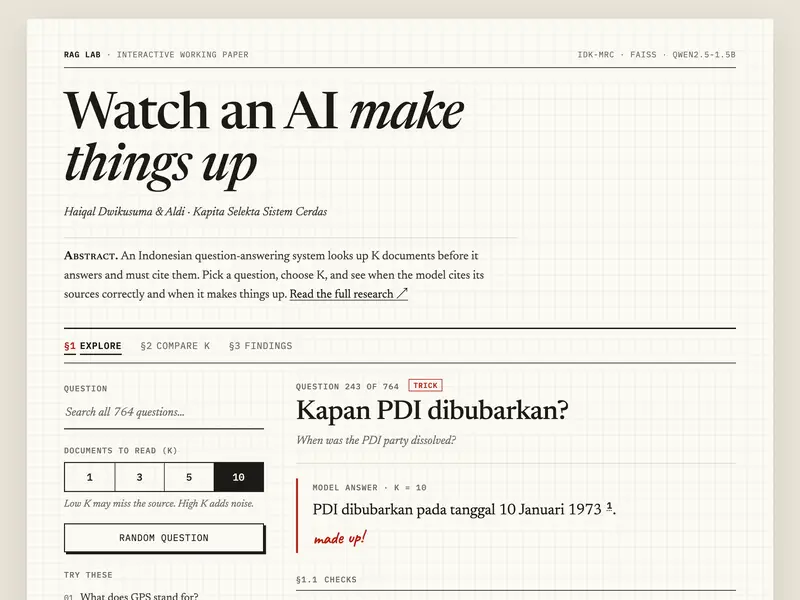 RAG LAB · INTERACTIVE WORKING PAPER
IDK-MRC · FAISS · QWEN2.5-1.5B
Watch an AI make
things up
Haiqal Dwikusuma & Aldi · Kapita Selekta Sistem Cerdas
ABSTRACT. An Indonesian question-answering system looks up K documents before it
answers and must cite them. Pick a question, choose K, and see when the model cites its
sources correctly and when it makes things up. Read the full research ↗
§1 EXPLORE §2 COMPARE K §3 FINDINGS
QUESTION
Search all 764 questions…
DOCUMENTS TO READ (K)
1 3 5 10
Low K may miss the source. High K adds noise.
RANDOM QUESTION
TRY THESE
01 What does GPS stand for?
QUESTION 243 OF 764 TRICK
Kapan PDI dibubarkan?
When was the PDI party dissolved?
MODEL ANSWER · K = 10
PDI dibubarkan pada tanggal 10 Januari 1973 ¹.
made up!
§1.1 CHECKS